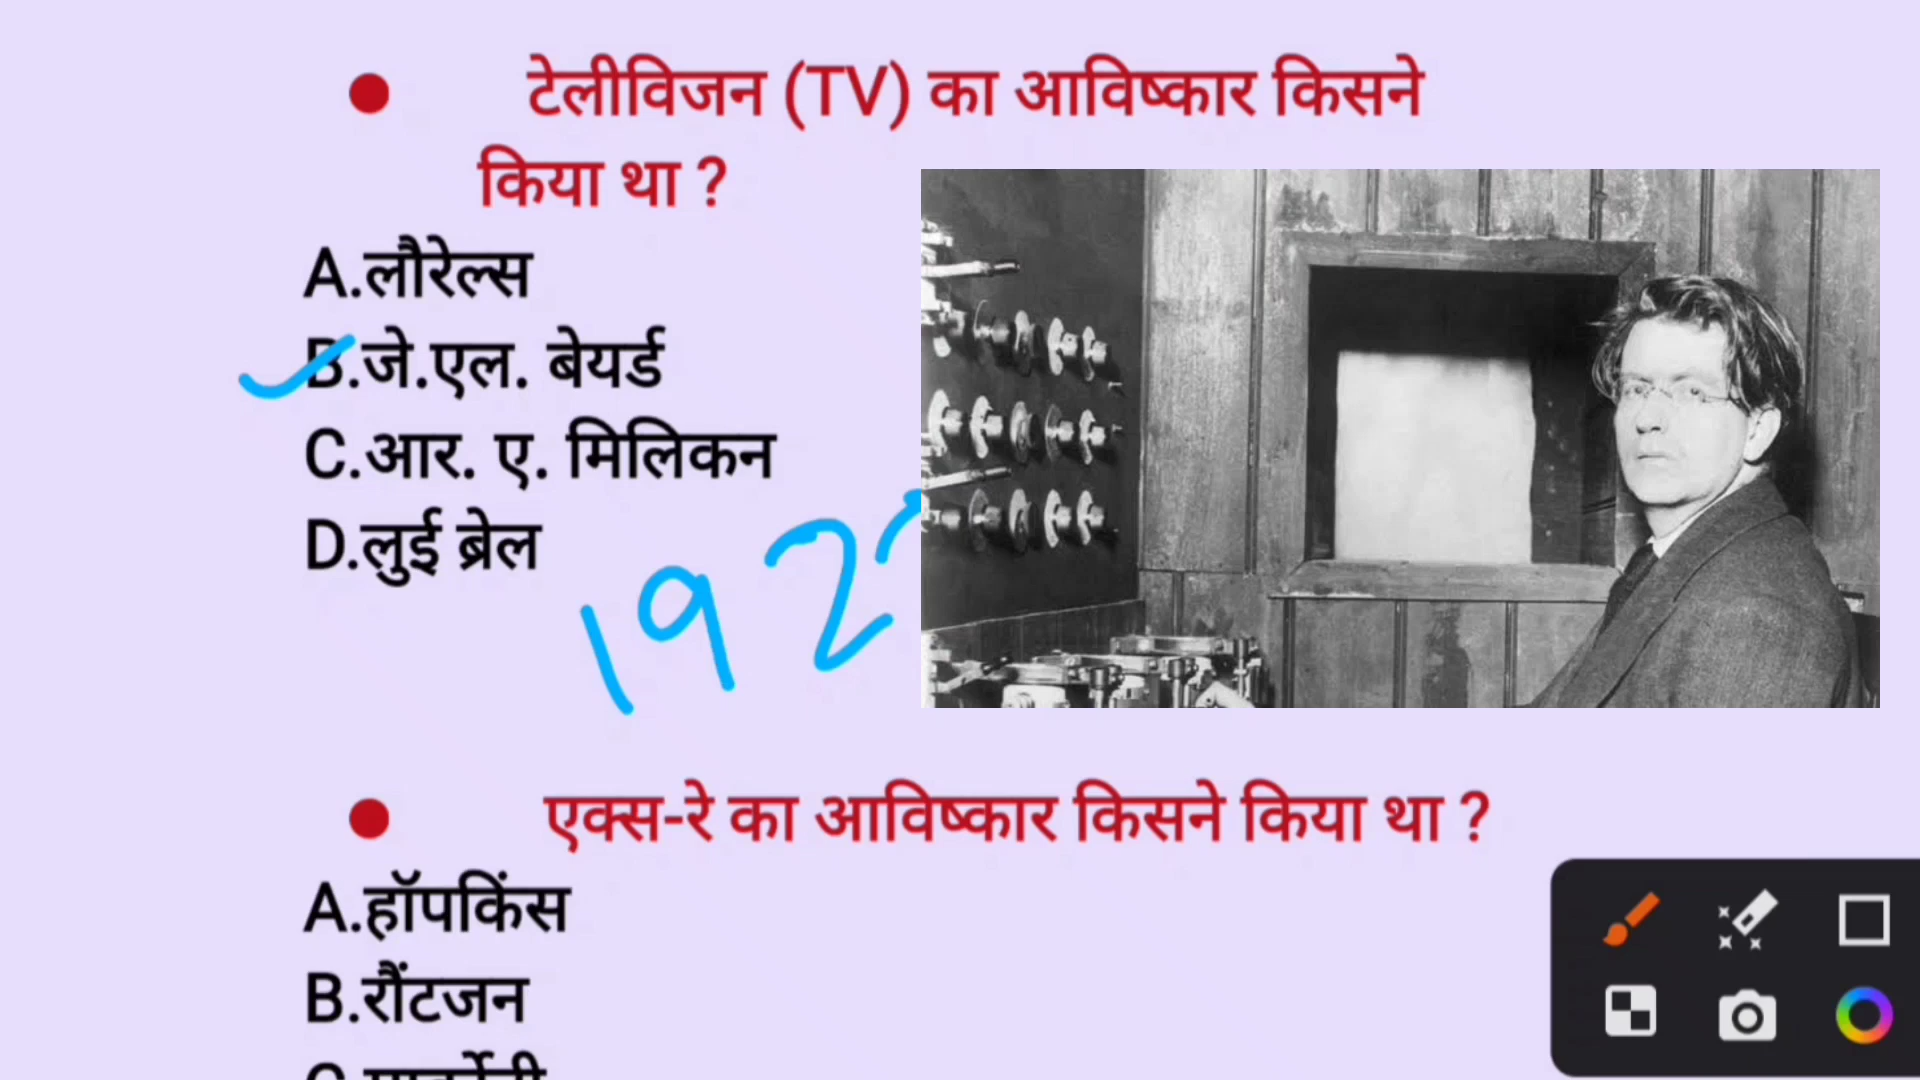 ● टेलीविजन (TV) का आविष्कार किसने
किया था ?
A.लौरेल्स
B.जे.एल. बेयर्ड
C.आर. ए. मिलिकन
D.लुई ब्रेल
192
● एक्स-रे का आविष्कार किसने किया था ?
A.हॉपकिंस
B.रौंटजन